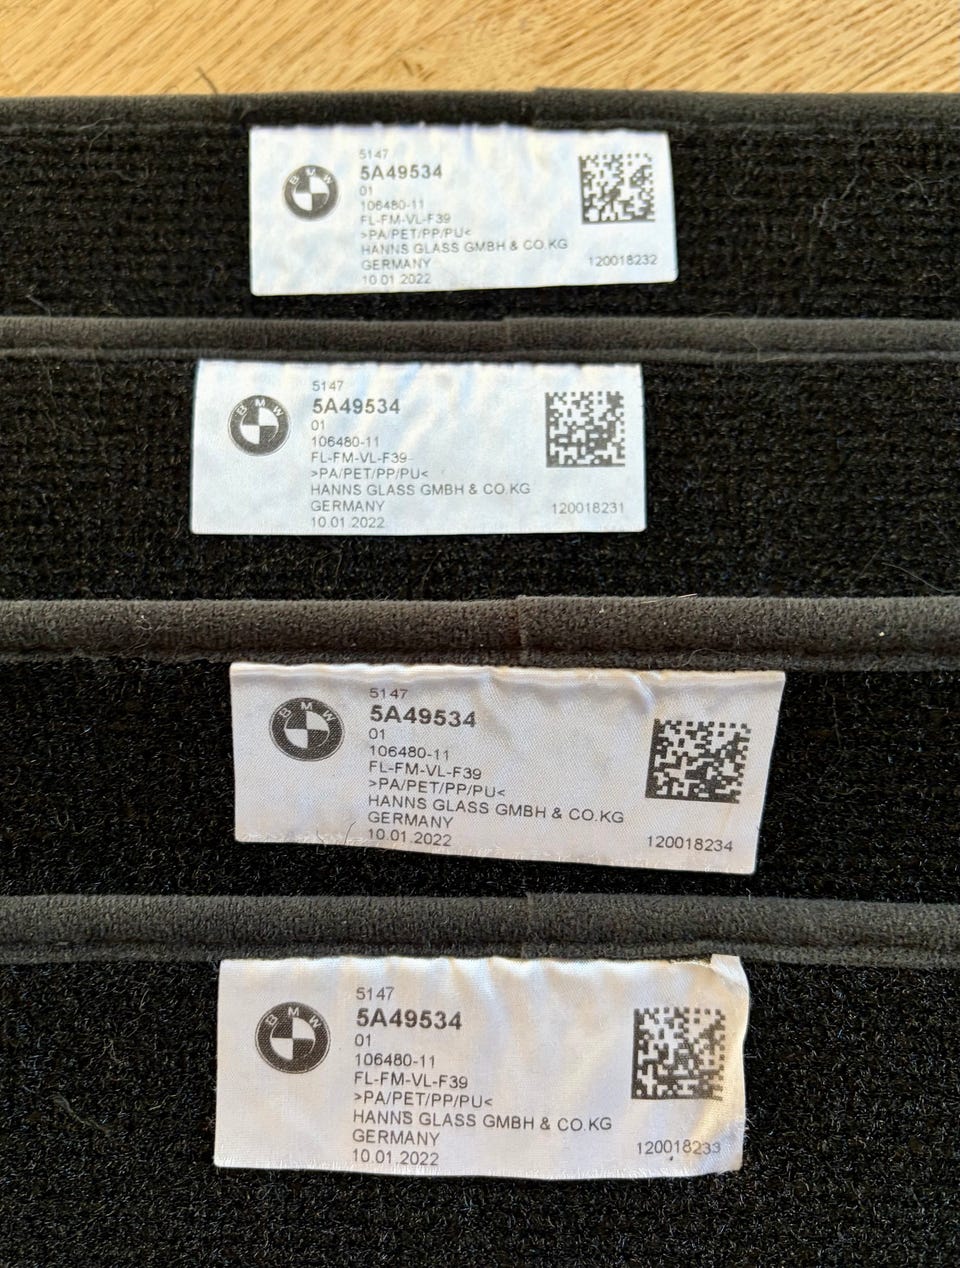 BMW
5147
5A49534
01
106480-11
FL-FM-VL-F39
>PA/PET/PP/PU<
HANNS GLASS GMBH & CO.KG
GERMANY
10.01.2022
120018232
BMW
5147
5A49534
01
106480-11
FL-FM-VL-F39
>PA/PET/PP/PU<
HANNS GLASS GMBH & CO.KG
GERMANY
10.01.2022
120018231
BMW
5147
5A49534
01
106480-11
FL-FM-VL-F39
>PA/PET/PP/PU<
HANNS GLASS GMBH & CO.KG
GERMANY
10.01.2022
120018234
BMW
5147
5A49534
01
106480-11
FL-FM-VL-F39
>PA/PET/PP/PU<
HANNS GLASS GMBH & CO.KG
GERMANY
10.01.2022
120018233